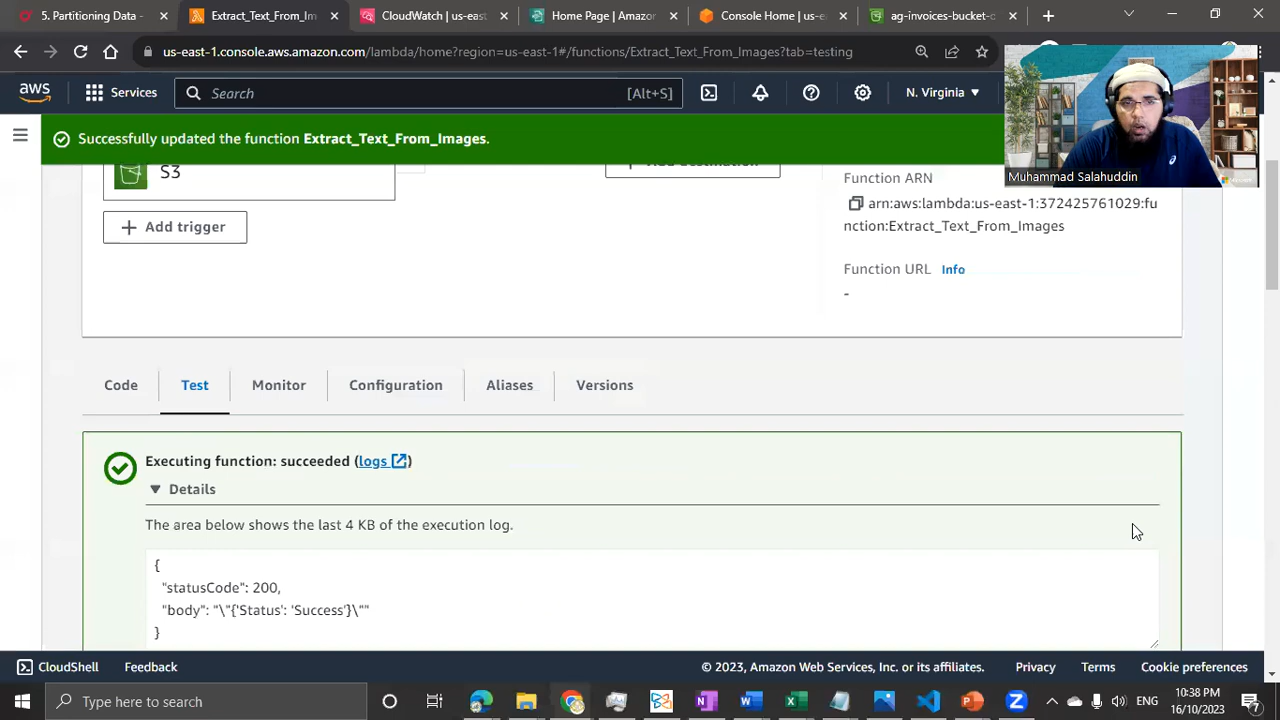 5. Partitioning Data
Extract_Text_From_Im
CloudWatch | us-east
Home Page | Amazon
Console Home | us-e
ag-invoices-bucket-c
us-east-1.console.aws.amazon.com/lambda/home?region=us-east-1#/functions/Extract_Text_From_Images?tab=testing
aws
Services
Search
[Alt+S]
N. Virginia
Successfully updated the function Extract_Text_From_Images.
Muhammad Salahuddin
S3
Add destination
Add trigger
Function ARN
arn:aws:lambda:us-east-1:372425761029:fu
nction:Extract_Text_From_Images
Function URL Info
-
Code
Test
Monitor
Configuration
Aliases
Versions
Executing function: succeeded (logs)
Details
The area below shows the last 4 KB of the execution log.
{
"statusCode": 200,
"body": "\"{'Status': 'Success'}\""
}
CloudShell
Feedback
© 2023, Amazon Web Services, Inc. or its affiliates.
Privacy
Terms
Cookie preferences
Type here to search
ENG
10:38 PM
16/10/2023
7